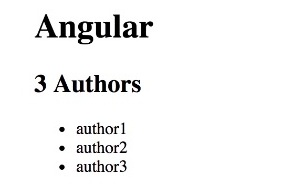 Angular
3 Authors
• author1
• author2
• author3